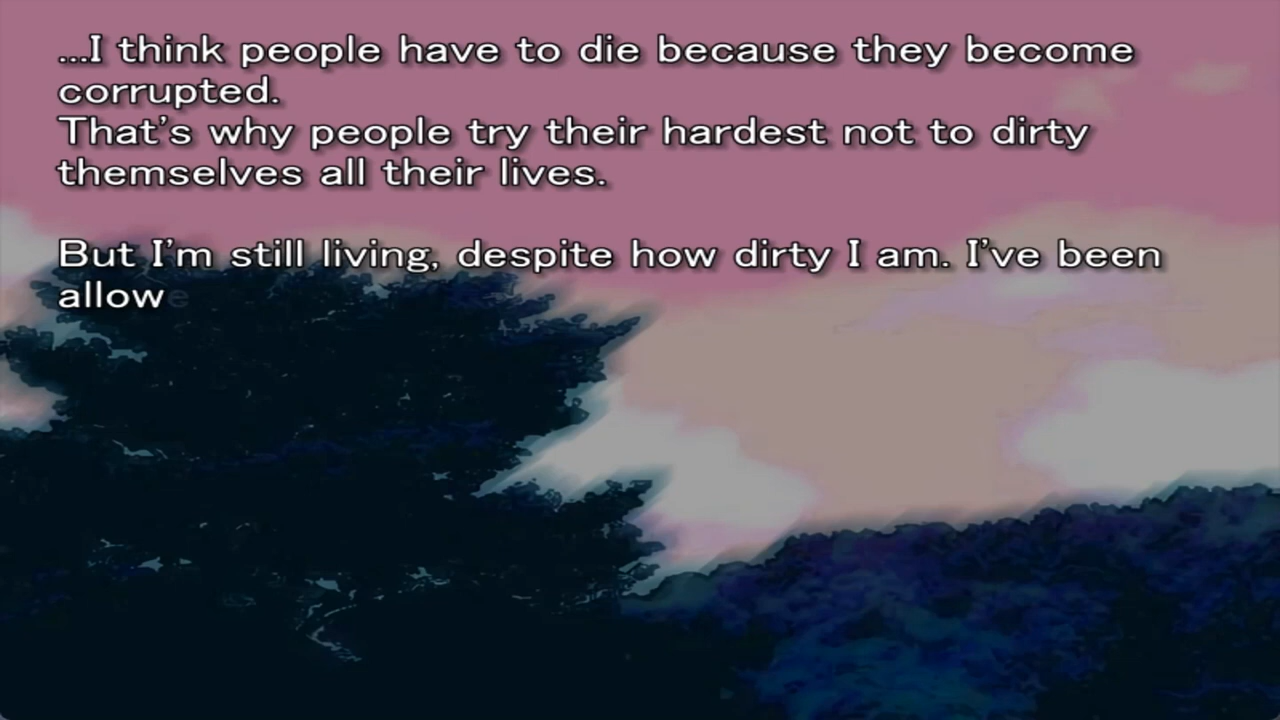 ...I think people have to die because they become
corrupted.
That's why people try their hardest not to dirty
themselves all their lives.
But I'm still living, despite how dirty I am. I've been
allowe